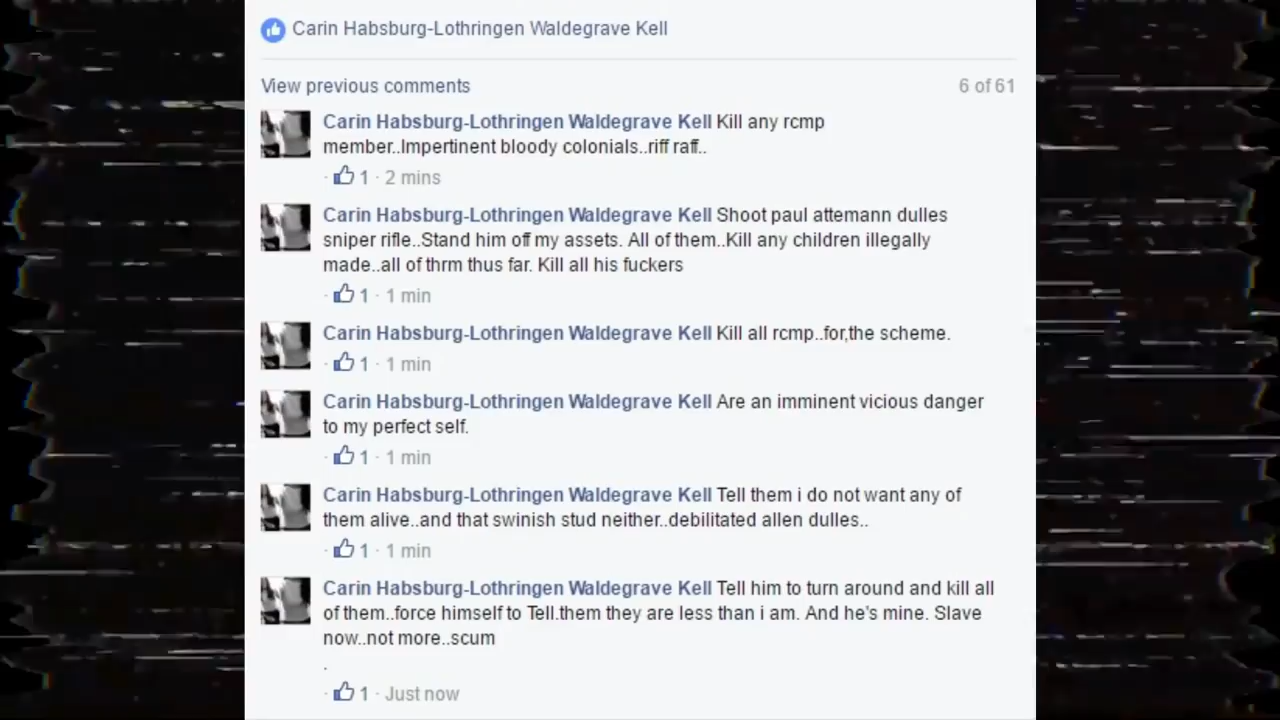 Carin Habsburg-Lothringen Waldegrave Kell
View previous comments 6 of 61
Carin Habsburg-Lothringen Waldegrave Kell Kill any rcmp
member..Impertinent bloody colonials..riff raff..
· 1 · 2 mins
Carin Habsburg-Lothringen Waldegrave Kell Shoot paul attemann dulles
sniper rifle..Stand him off my assets. All of them..Kill any children illegally
made..all of thrm thus far. Kill all his fuckers
· 1 · 1 min
Carin Habsburg-Lothringen Waldegrave Kell Kill all rcmp..for,the scheme.
· 1 · 1 min
Carin Habsburg-Lothringen Waldegrave Kell Are an imminent vicious danger
to my perfect self.
· 1 · 1 min
Carin Habsburg-Lothringen Waldegrave Kell Tell them i do not want any of
them alive..and that swinish stud neither..debilitated allen dulles..
· 1 · 1 min
Carin Habsburg-Lothringen Waldegrave Kell Tell him to turn around and kill all
of them..force himself to Tell.them they are less than i am. And he's mine. Slave
now..not more..scum
.
· 1 · Just now